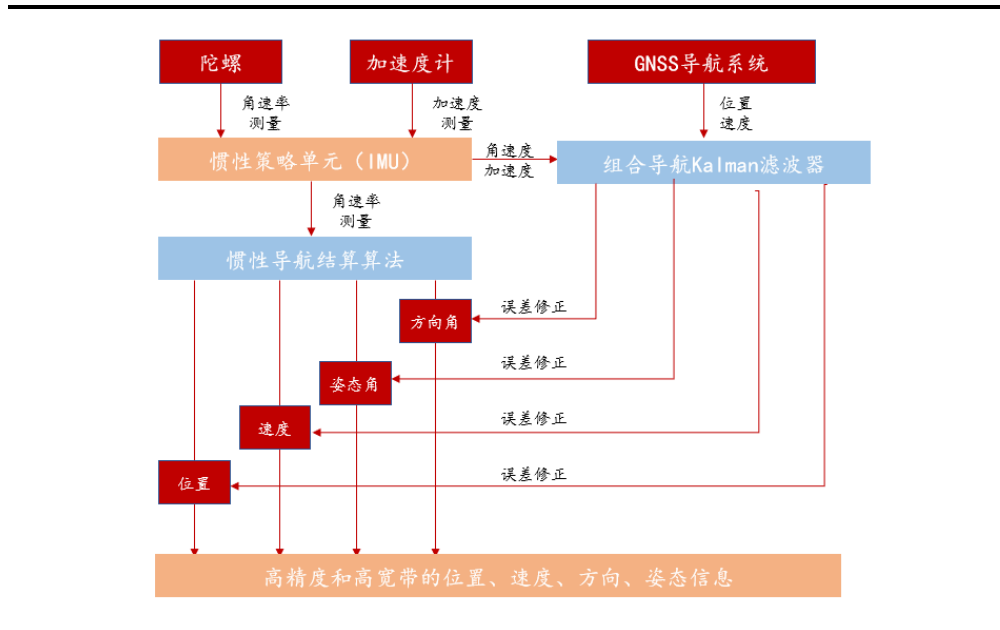 陀螺
加速度计
GNSS导航系统
角速率
测量
加速度
测量
位置
速度
惯性策略单元（IMU）
角速度
加速度
组合导航Kalman滤波器
角速率
测量
惯性导航结算算法
方向角
误差修正
姿态角
误差修正
速度
误差修正
位置
误差修正
高精度和高宽带的位置、速度、方向、姿态信息